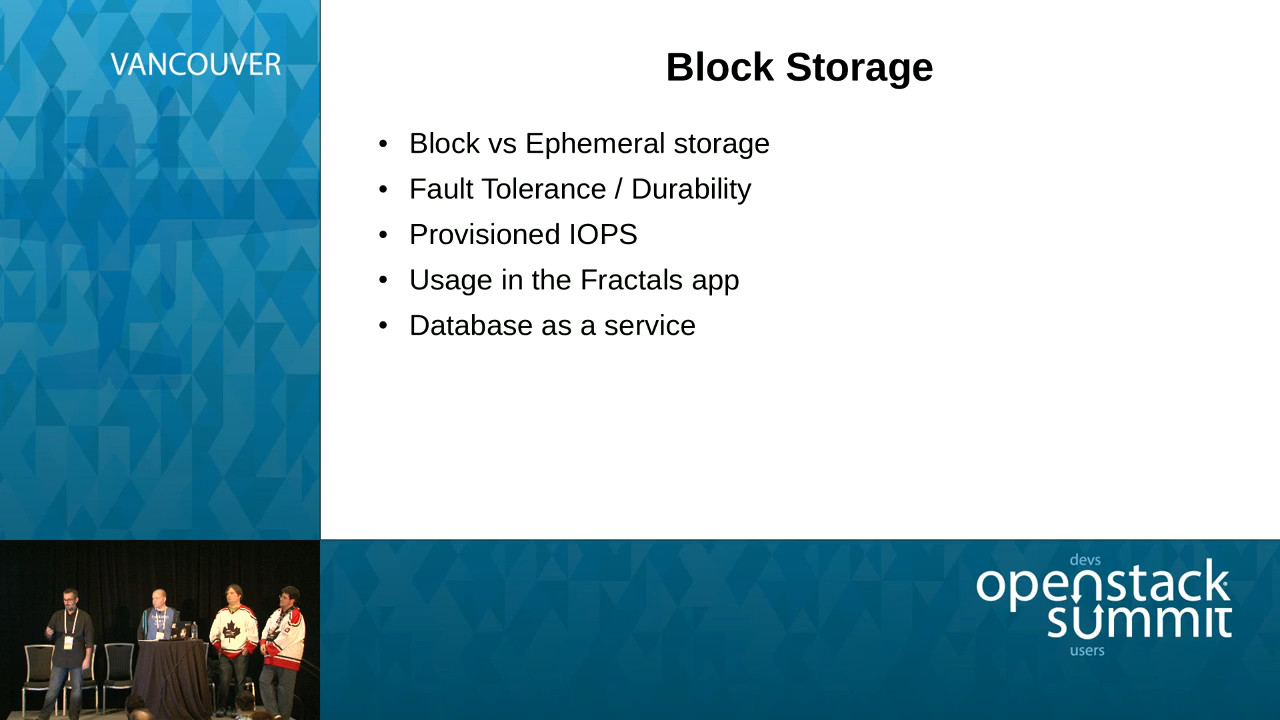 VANCOUVER
Block Storage
• Block vs Ephemeral storage
• Fault Tolerance / Durability
• Provisioned IOPS
• Usage in the Fractals app
• Database as a service
devs
openstack
summit
users